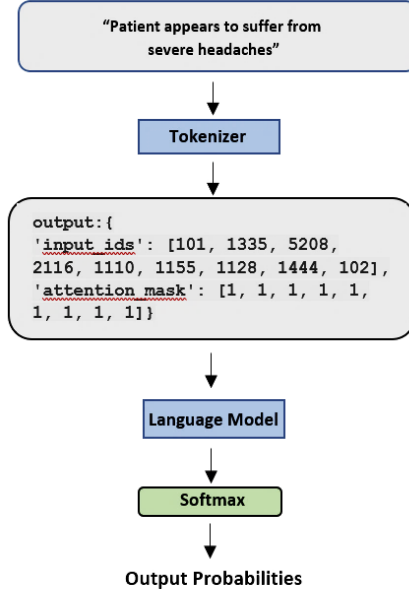 “Patient appears to suffer from
severe headaches”
Tokenizer
output:{
'input_ids': [101, 1335, 5208,
2116, 1110, 1155, 1128, 1444, 102],
'attention_mask': [1, 1, 1, 1, 1,
1, 1, 1, 1]}
Language Model
Softmax
Output Probabilities